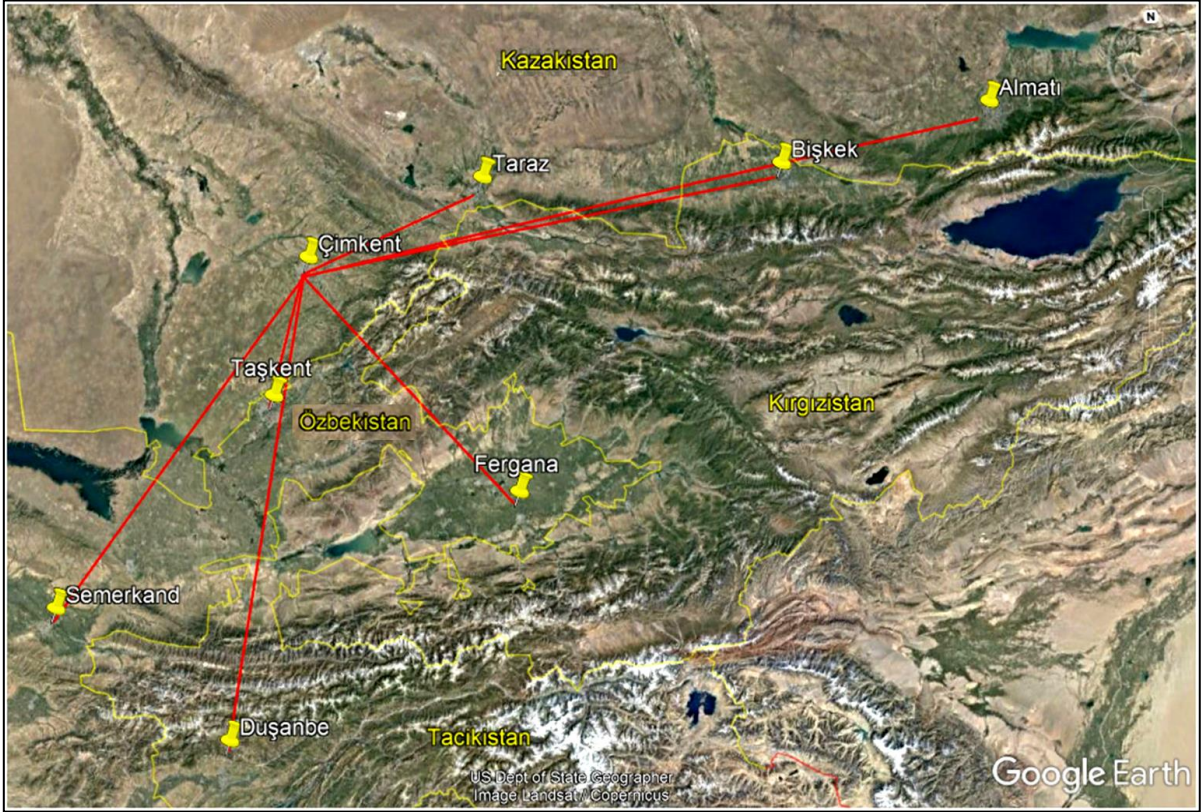 N
Kazakistan
Almatı
Bişkek
Taraz
Çimkent
Taşkent
Özbekistan
Kırgızistan
Fergana
Semerkand
Duşanbe
Tacikistan
US Dept of State Geographer
Image Landsat / Copernicus
Google Earth